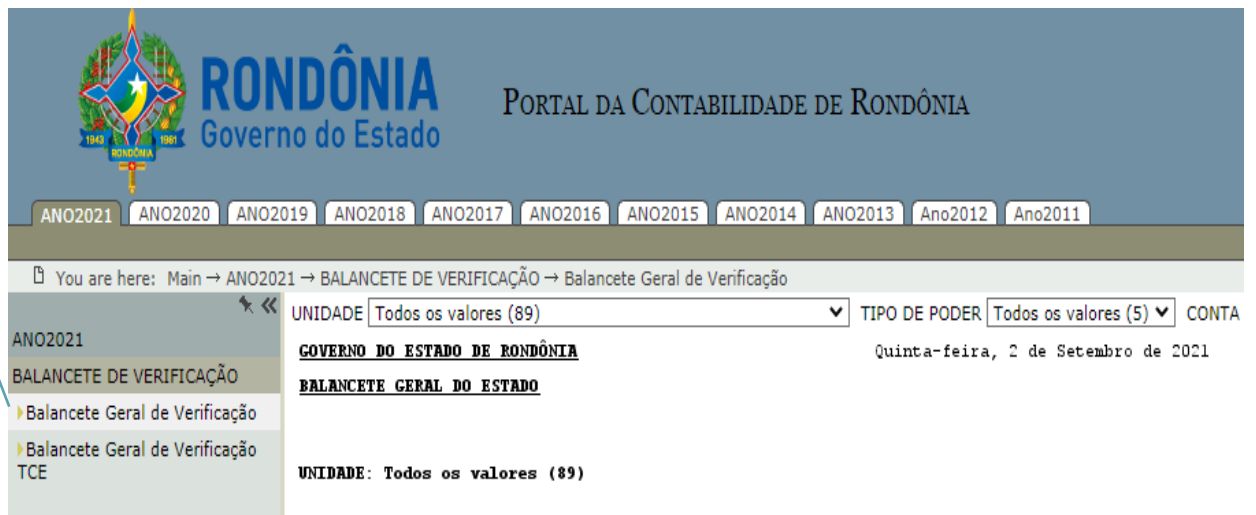 RONDÔNIA
Governo do Estado
1943 1981
RONDÔNIA
PORTAL DA CONTABILIDADE DE RONDÔNIA
ANO2021 ANO2020 ANO2019 ANO2018 ANO2017 ANO2016 ANO2015 ANO2014 ANO2013 Ano2012 Ano2011
You are here: Main → ANO2021 → BALANCETE DE VERIFICAÇÃO → Balancete Geral de Verificação
UNIDADE Todos os valores (89) TIPO DE PODER Todos os valores (5) CONTA
ANO2021
BALANCETE DE VERIFICAÇÃO
Balancete Geral de Verificação
Balancete Geral de Verificação
TCE
GOVERNO DO ESTADO DE RONDÔNIA Quinta-feira, 2 de Setembro de 2021
BALANCETE GERAL DO ESTADO
UNIDADE: Todos os valores (89)